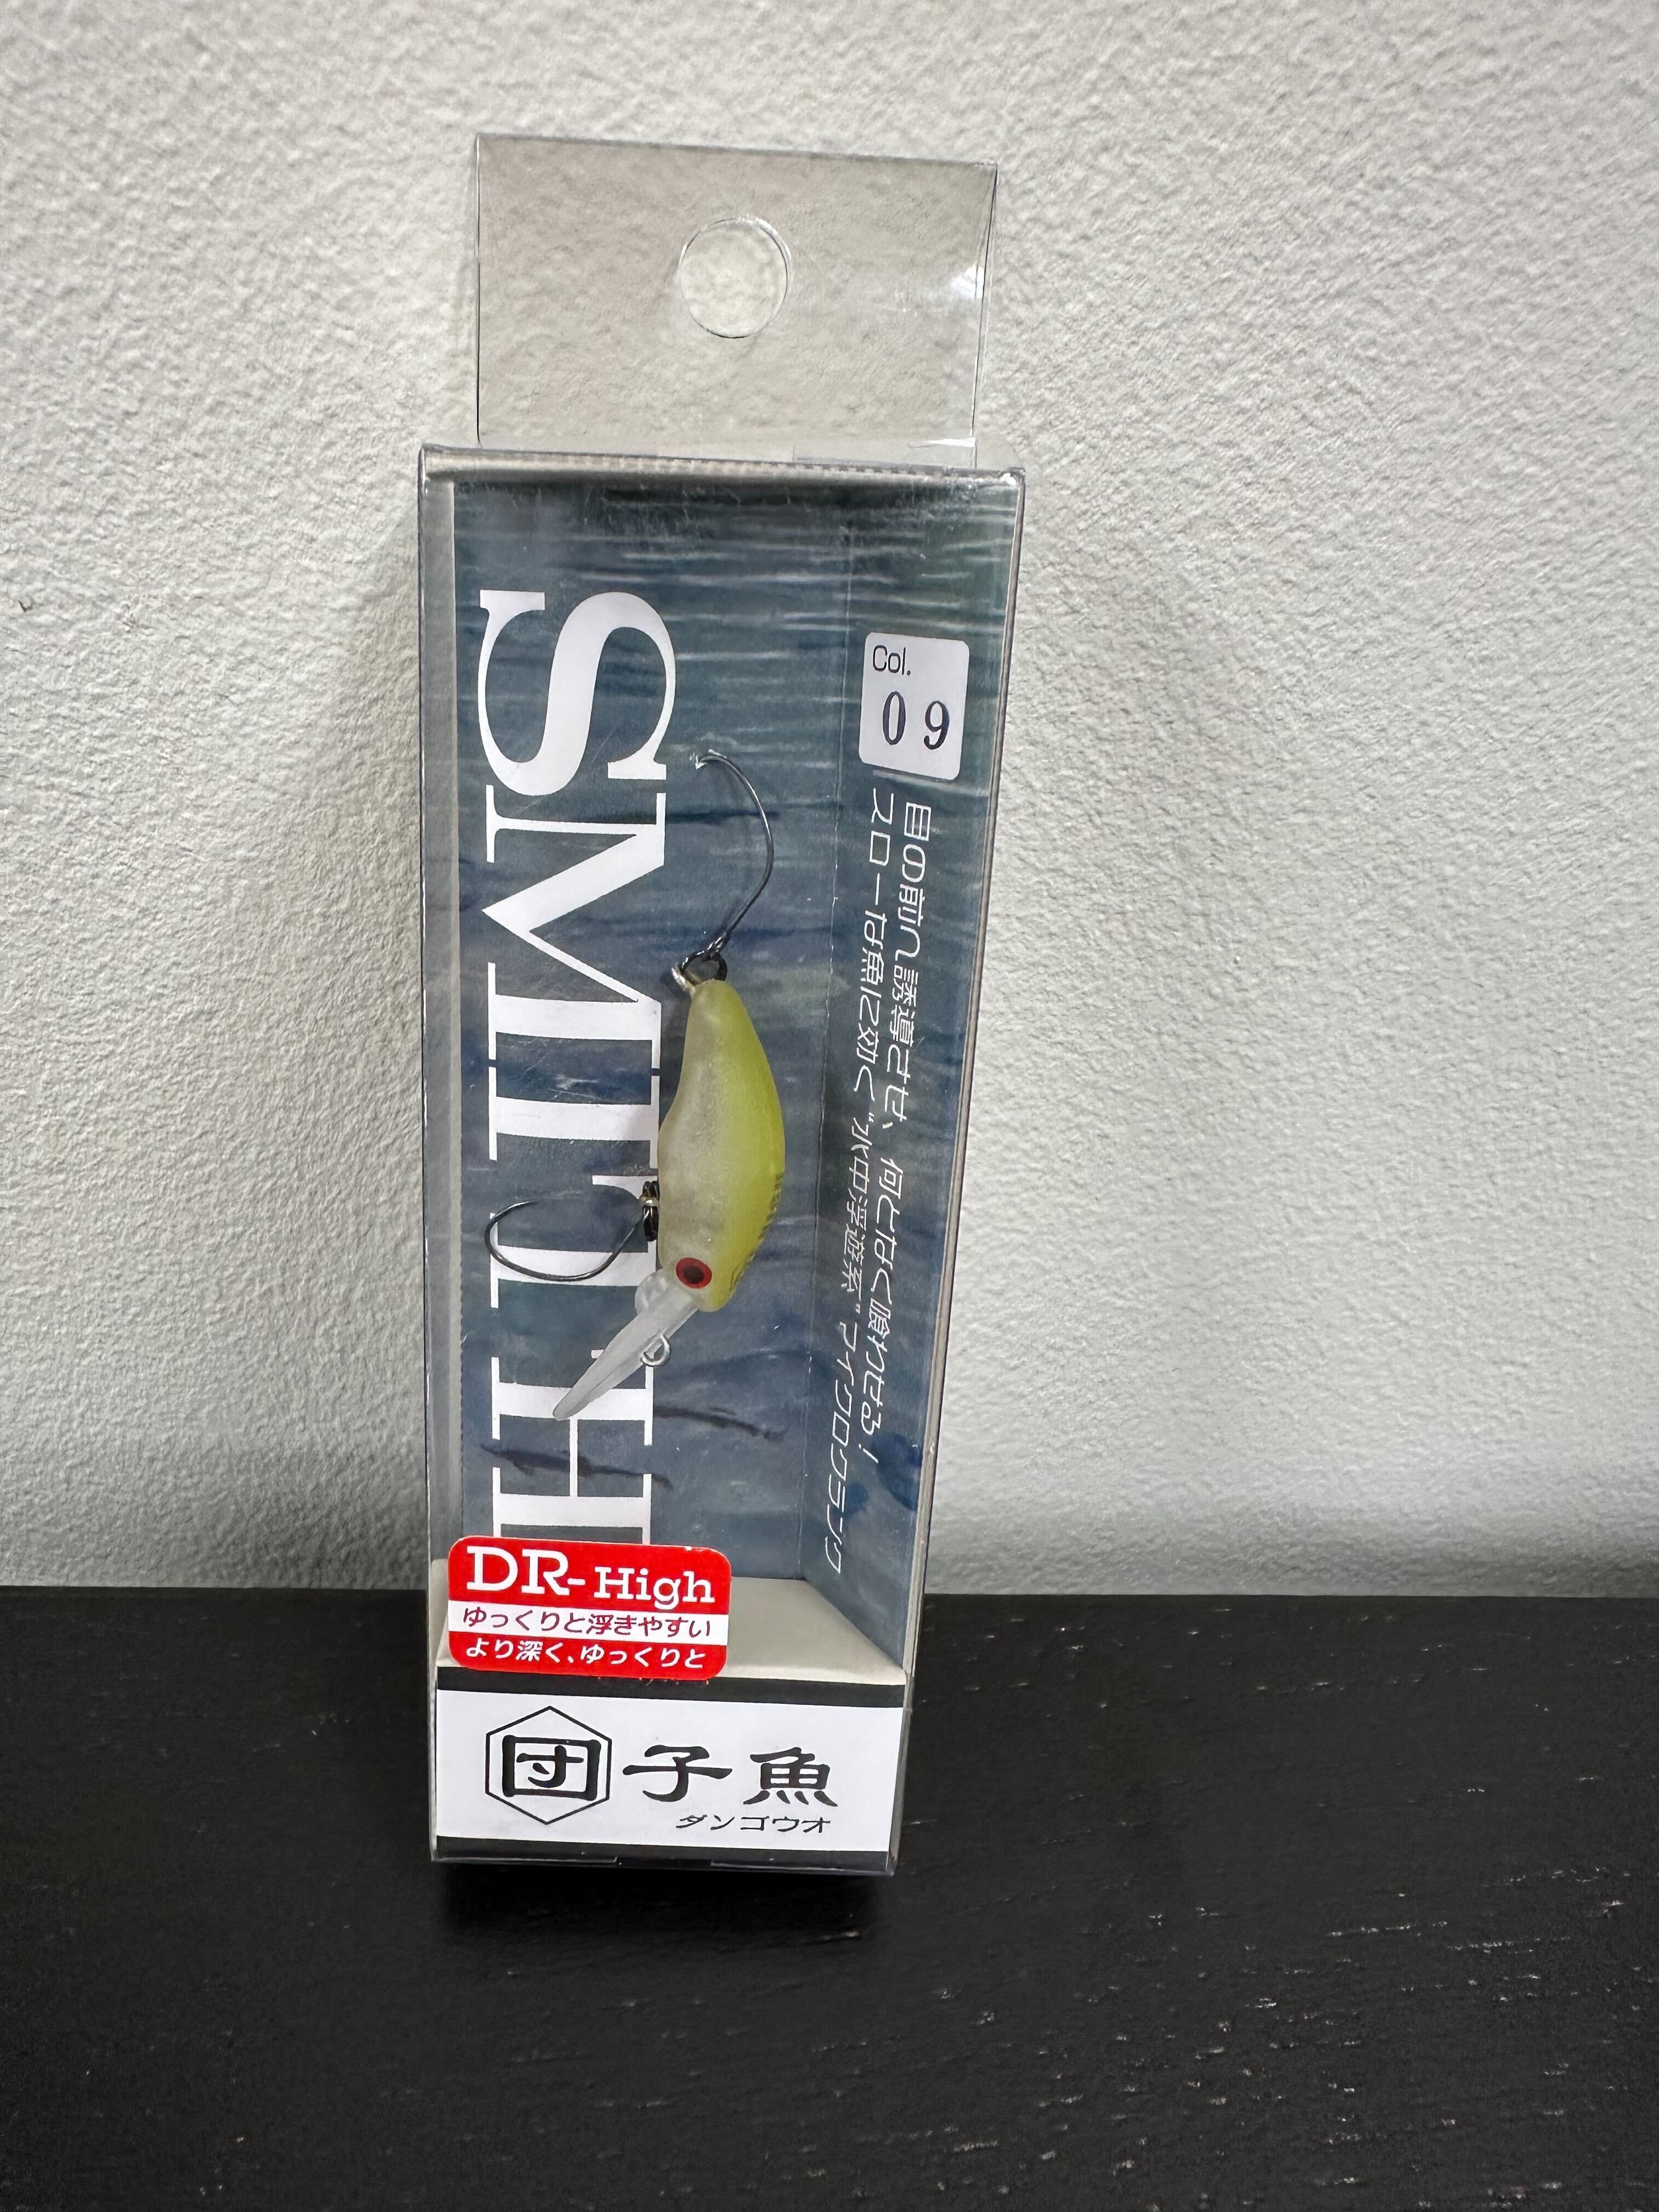 SMITH
Col.
09
目の前へ誘導させ、何となく喰わせる！
スローな魚に効く“水中浮遊系”マイクロクランク
DR-High
ゆっくりと浮きやすい
より深く、ゆっくりと
団子魚
ダンゴウオ